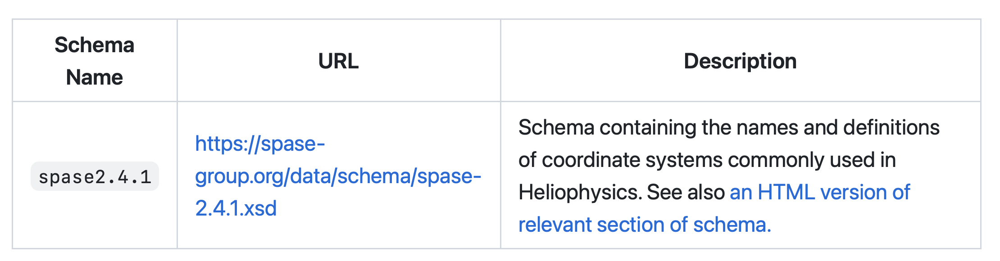 Schema
Name
URL
Description
spase2.4.1
https://spase-
group.org/data/schema/spase-
2.4.1.xsd
Schema containing the names and definitions
of coordinate systems commonly used in
Heliophysics. See also an HTML version of
relevant section of schema.